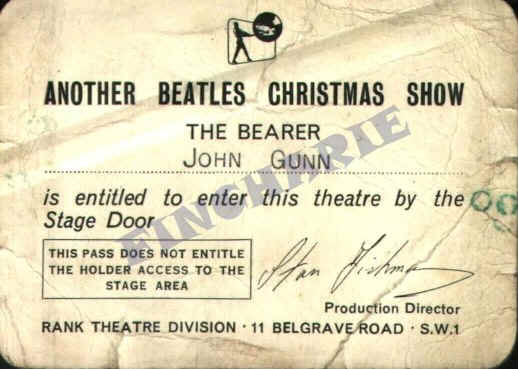 ANOTHER BEATLES CHRISTMAS SHOW
THE BEARER
JOHN GUNN
is entitled to enter this theatre by the
Stage Door
THIS PASS DOES NOT ENTITLE
THE HOLDER ACCESS TO THE
STAGE AREA
Stan Fishman
Production Director
RANK THEATRE DIVISION · 11 BELGRAVE ROAD · S.W.1
FINCHARIE